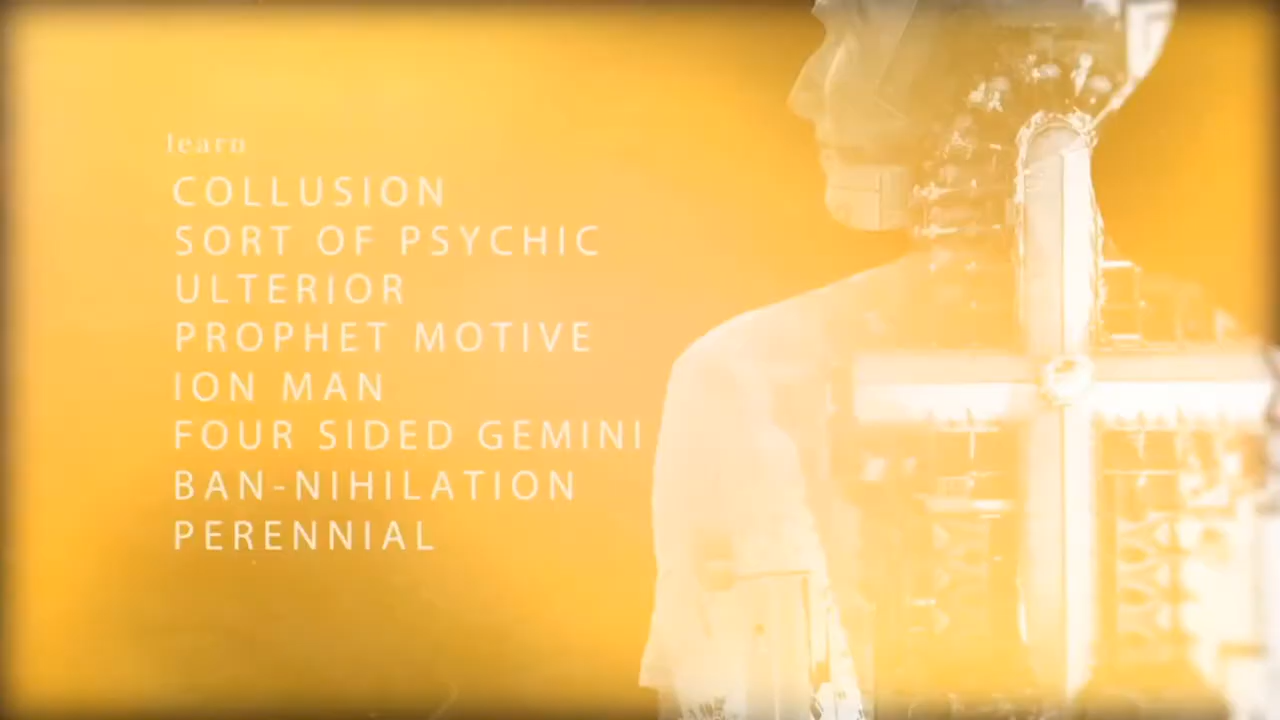 learn
COLLUSION
SORT OF PSYCHIC
ULTERIOR
PROPHET MOTIVE
ION MAN
FOUR SIDED GEMINI
BAN-NIHILATION
PERENNIAL